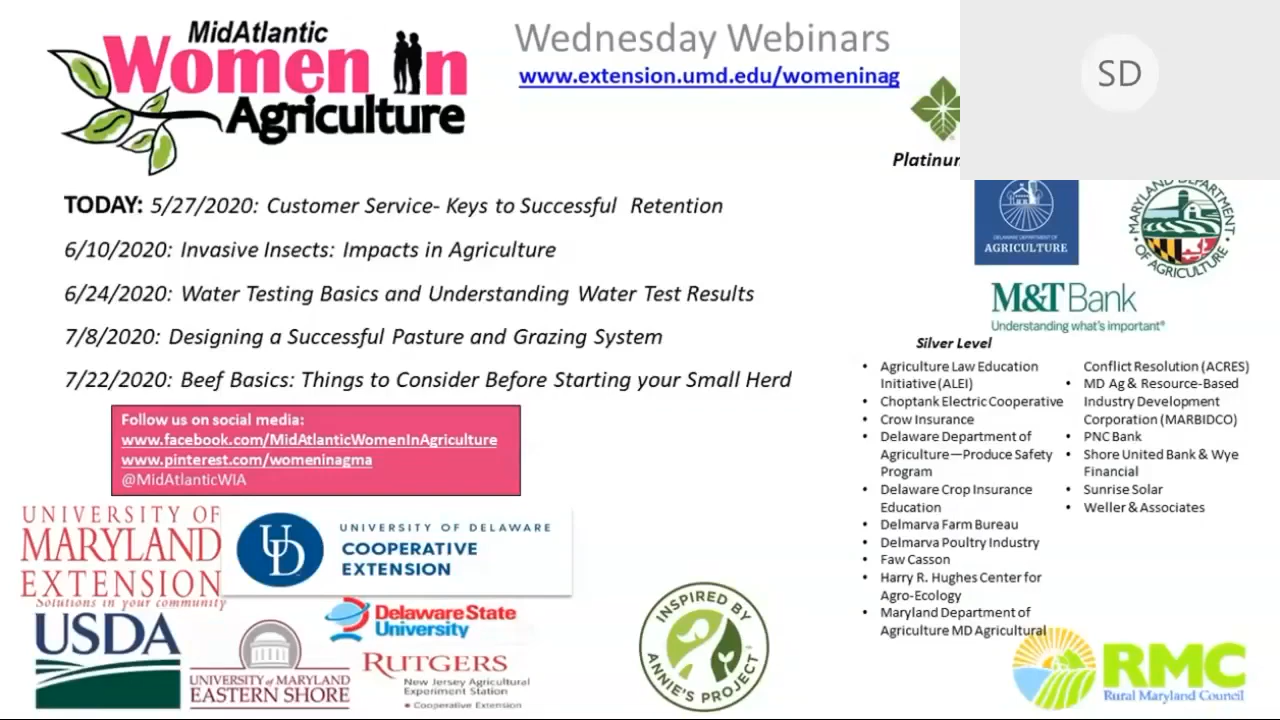 MidAtlantic
Women In
Agriculture
Wednesday Webinars
www.extension.umd.edu/womeninag
SD
TODAY: 5/27/2020: Customer Service- Keys to Successful Retention
6/10/2020: Invasive Insects: Impacts in Agriculture
6/24/2020: Water Testing Basics and Understanding Water Test Results
7/8/2020: Designing a Successful Pasture and Grazing System
7/22/2020: Beef Basics: Things to Consider Before Starting your Small Herd
Follow us on social media:
www.facebook.com/MidAtlanticWomenInAgriculture
www.pinterest.com/womeninagma
@MidAtlanticWIA
UNIVERSITY OF
MARYLAND
EXTENSION
Solutions in your community
UNIVERSITY OF DELAWARE
COOPERATIVE
EXTENSION
USDA
UNIVERSITY of MARYLAND
EASTERN SHORE
Delaware State
University
RUTGERS
New Jersey Agricultural
Experiment Station
• Cooperative Extension
INSPIRED BY
ANNIE'S PROJECT
DELAWARE DEPARTMENT OF
AGRICULTURE
MARYLAND DEPARTMENT
OF AGRICULTURE
M&T Bank
Understanding what's important®
Silver Level
• Agriculture Law Education
Initiative (ALEI)
• Choptank Electric Cooperative
• Crow Insurance
• Delaware Department of
Agriculture—Produce Safety
Program
• Delaware Crop Insurance
Education
• Delmarva Farm Bureau
• Delmarva Poultry Industry
• Faw Casson
• Harry R. Hughes Center for
Agro-Ecology
• Maryland Department of
Agriculture MD Agricultural
Conflict Resolution (ACRES)
• MD Ag & Resource-Based
Industry Development
Corporation (MARBIDCO)
• PNC Bank
• Shore United Bank & Wye
Financial
• Sunrise Solar
• Weller & Associates
RMC
Rural Maryland Council